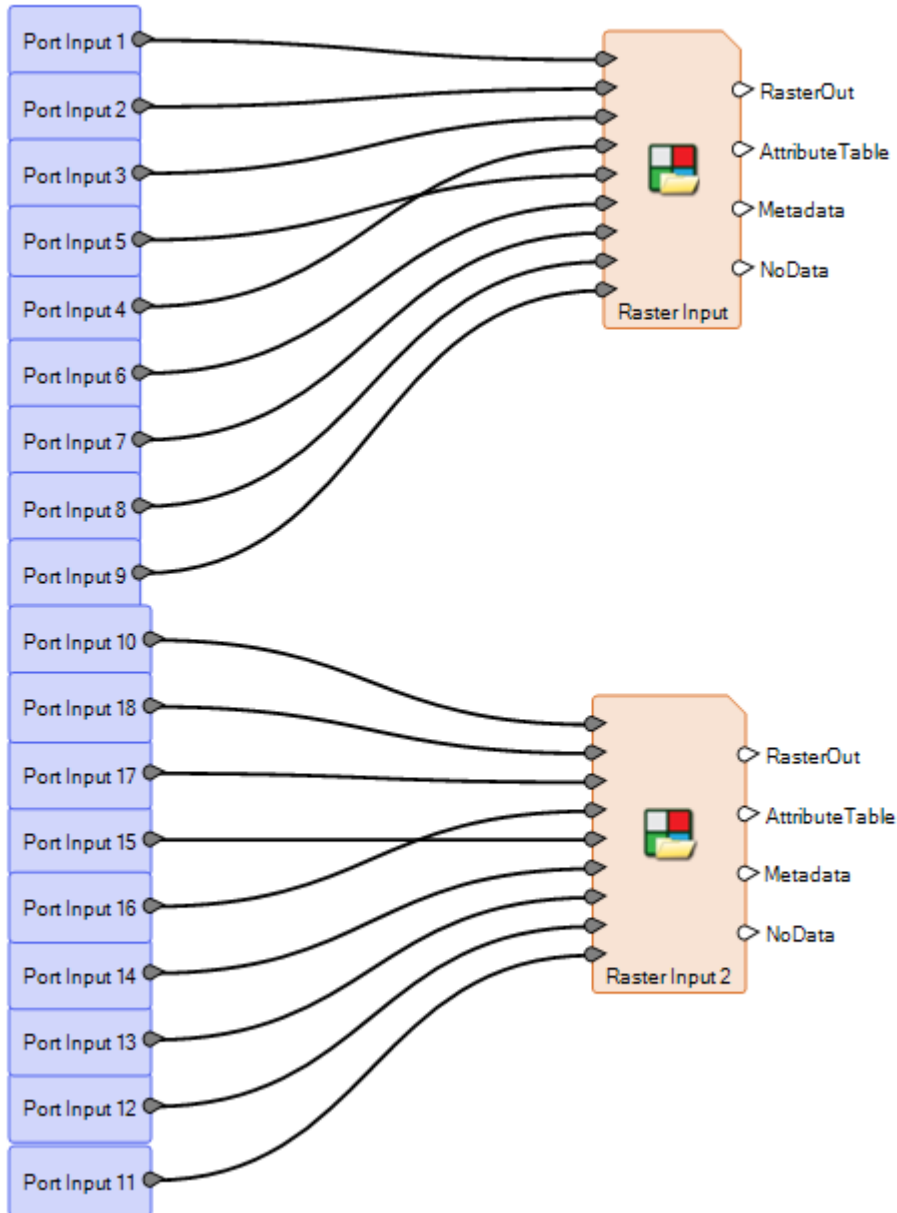 Port Input 1
Port Input 2
Port Input 3
Port Input 5
Port Input 4
Port Input 6
Port Input 7
Port Input 8
Port Input 9
RasterOut
AttributeTable
Metadata
NoData
Raster Input
Port Input 10
Port Input 18
Port Input 17
Port Input 15
Port Input 16
Port Input 14
Port Input 13
Port Input 12
Port Input 11
RasterOut
AttributeTable
Metadata
NoData
Raster Input 2